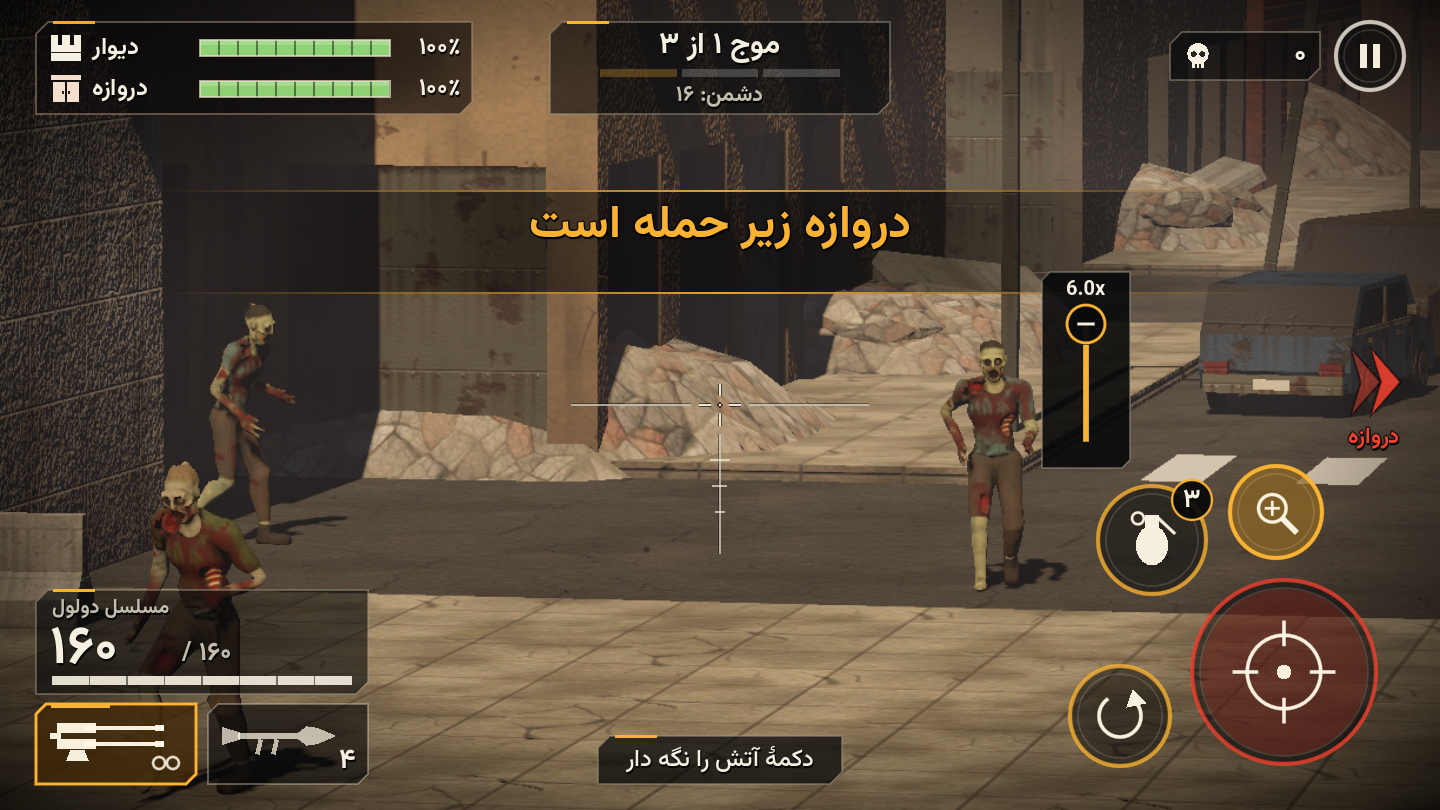 دیوار ۱۰۰٪
دروازه ۱۰۰٪
موج ۱ از ۳
دشمن: ۱۶
۰
دروازه زیر حمله است
6.0x
دروازه
۳
مسلسل دولول
۱۶۰ / ۱۶۰
∞
۴
دکمهٔ آتش را نگه دار